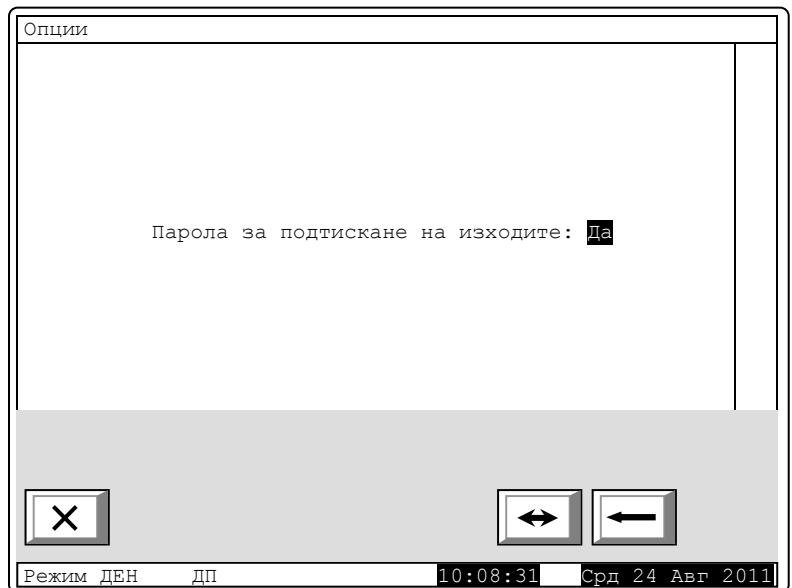 Опции
Парола за подтискане на изходите: Да
Режим ДЕН ДП 10:08:31 Срд 24 Авг 2011